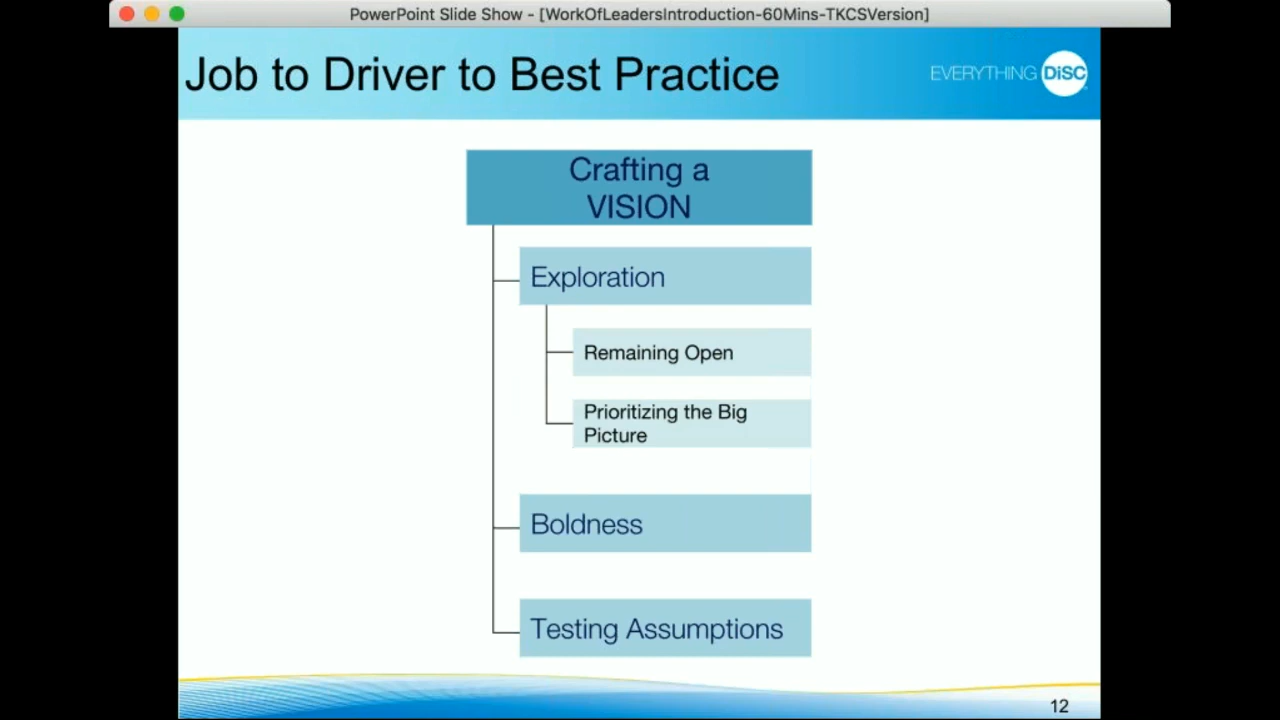 PowerPoint Slide Show - [WorkOfLeadersIntroduction-60Mins-TKCSVersion]
Job to Driver to Best Practice
EVERYTHING DiSC
Crafting a
VISION
Exploration
Remaining Open
Prioritizing the Big
Picture
Boldness
Testing Assumptions
12